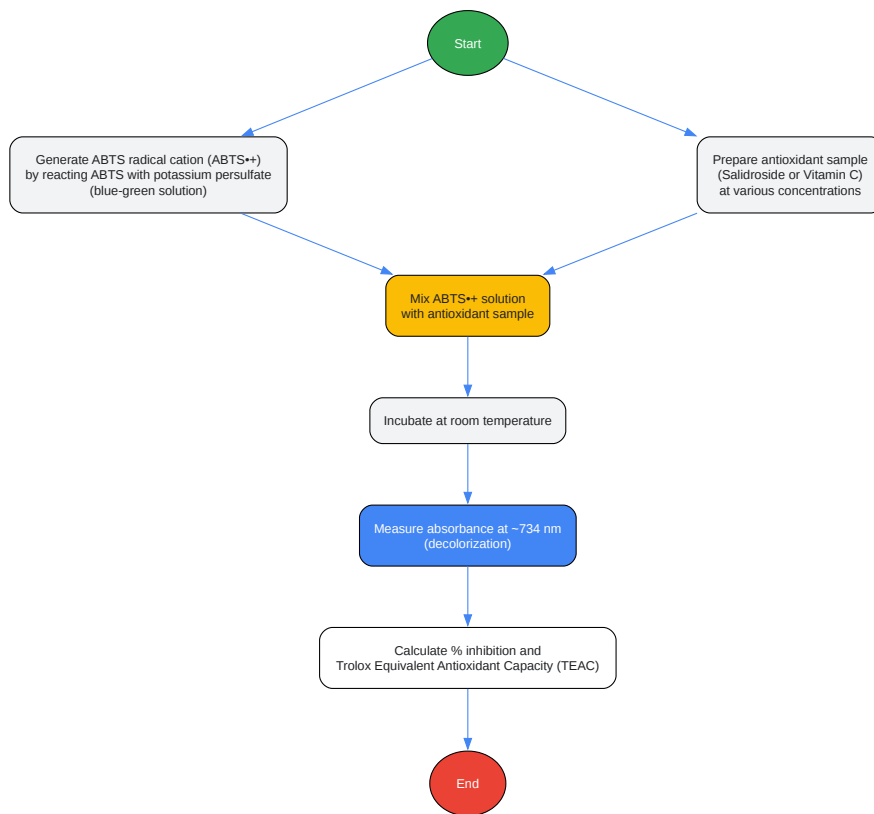 Start
Generate ABTS radical cation (ABTS•+)
by reacting ABTS with potassium persulfate
(blue-green solution)
Prepare antioxidant sample
(Salidroside or Vitamin C)
at various concentrations
Mix ABTS•+ solution
with antioxidant sample
Incubate at room temperature
Measure absorbance at ~734 nm
(decolorization)
Calculate % inhibition and
Trolox Equivalent Antioxidant Capacity (TEAC)
End